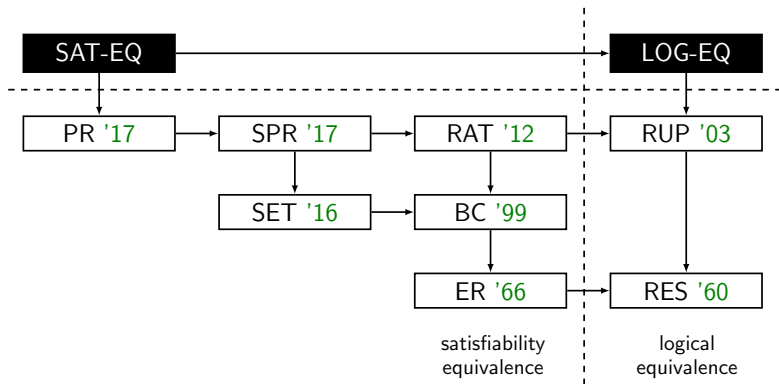 SAT-EQ
LOG-EQ
PR '17
SPR '17
RAT '12
RUP '03
SET '16
BC '99
ER '66
RES '60
satisfiability
equivalence
logical
equivalence